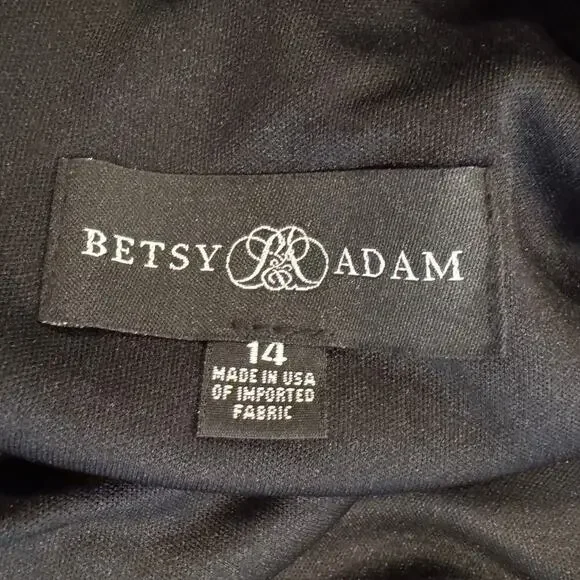 BETSY & ADAM
14
MADE IN USA
OF IMPORTED
FABRIC